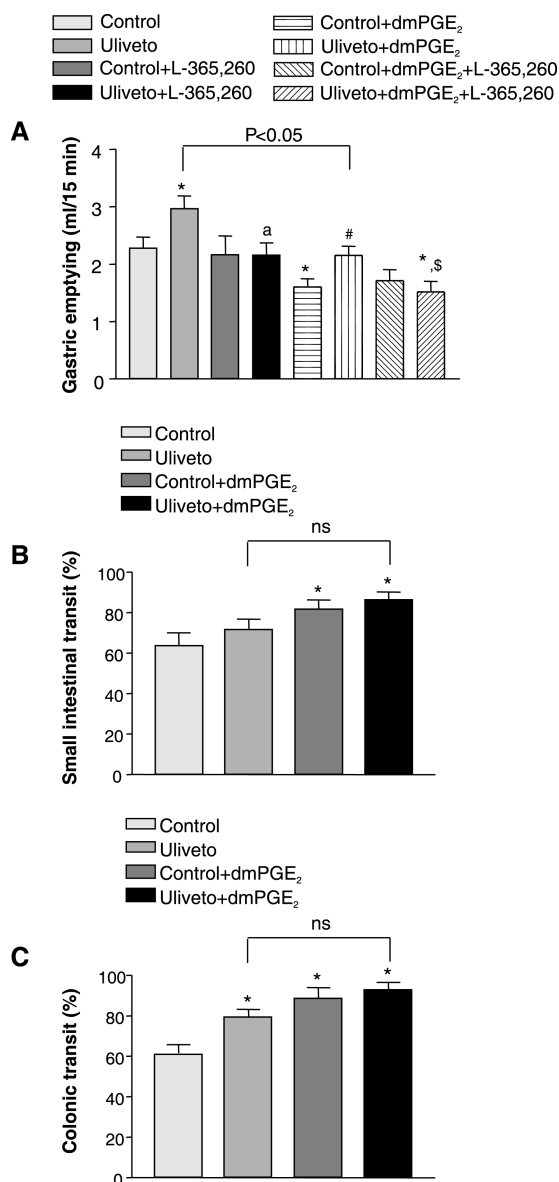 Control
Uliveto
Control+L-365,260
Uliveto+L-365,260
Control+dmPGE₂
Uliveto+dmPGE₂
Control+dmPGE₂+L-365,260
Uliveto+dmPGE₂+L-365,260
A
P<0.05
Gastric emptying (ml/15 min)
4
3
2
1
0
*
a
*
#
* ,$
Control
Uliveto
Control+dmPGE₂
Uliveto+dmPGE₂
B
ns
Small intestinal transit (%)
100
80
60
40
20
0
*
*
Control
Uliveto
Control+dmPGE₂
Uliveto+dmPGE₂
C
ns
Colonic transit (%)
100
80
60
40
20
0
*
*
*